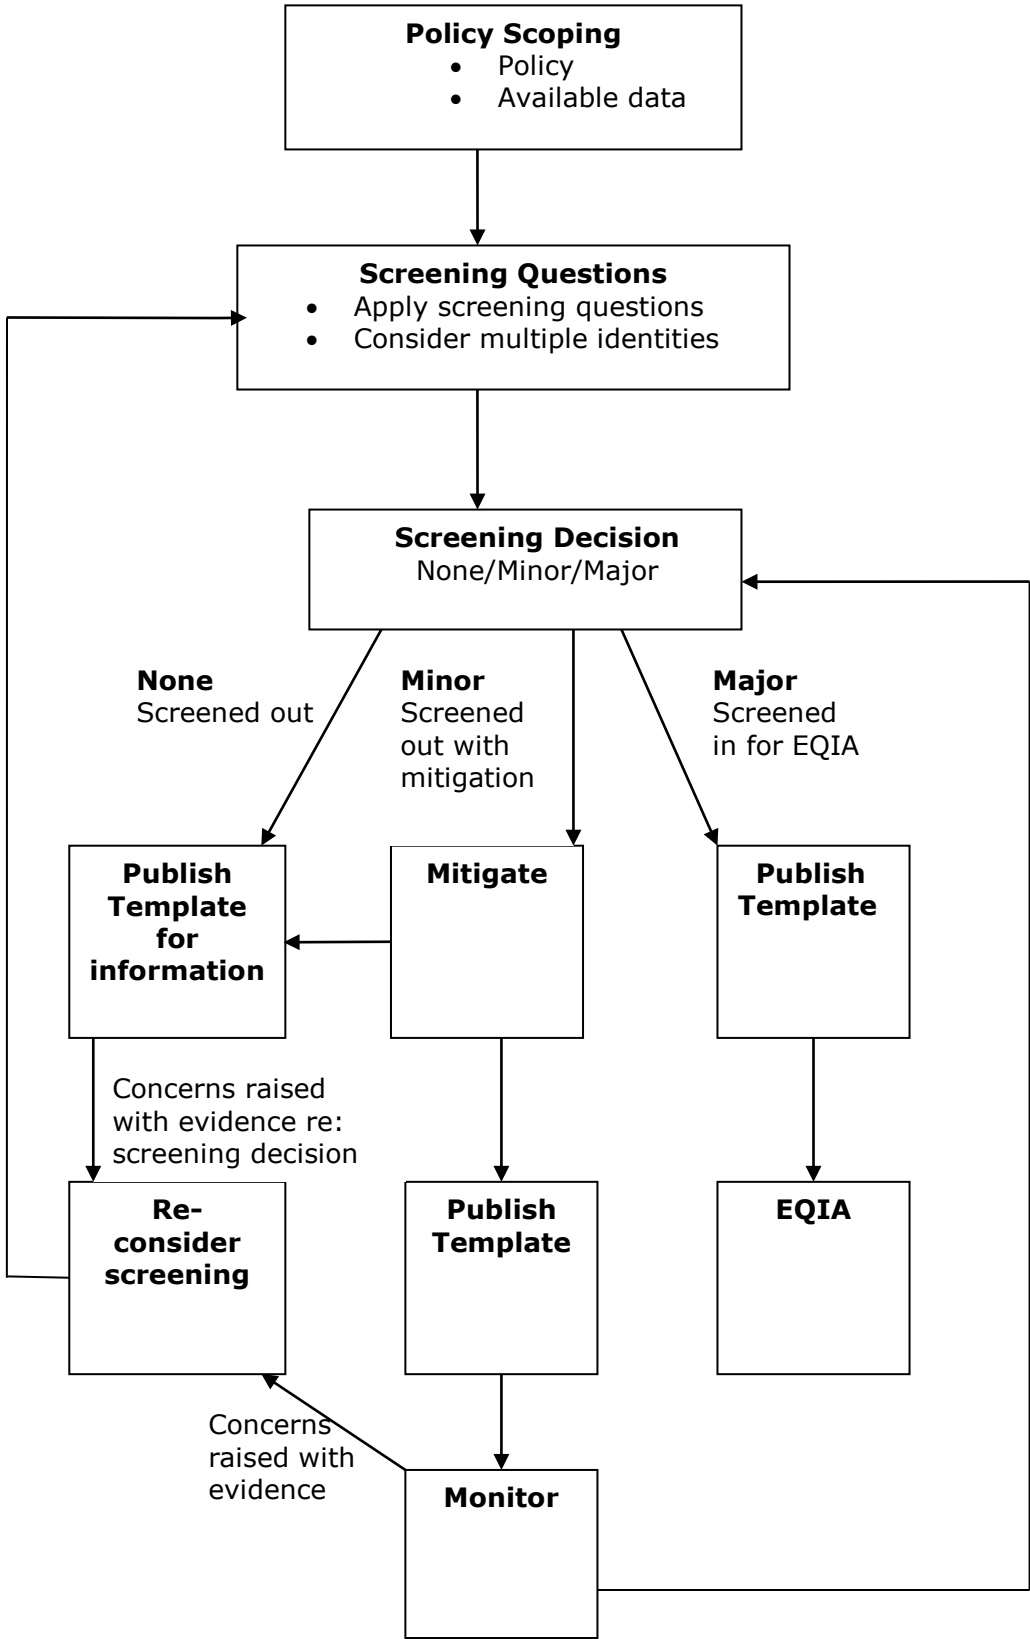 Policy Scoping
• Policy
• Available data
Screening Questions
• Apply screening questions
• Consider multiple identities
Screening Decision
None/Minor/Major
None
Screened out
Minor
Screened
out with
mitigation
Major
Screened
in for EQIA
Publish
Template
for
information
Mitigate
Publish
Template
Concerns raised
with evidence re:
screening decision
Re-
consider
screening
Publish
Template
EQIA
Concerns
raised with
evidence
Monitor